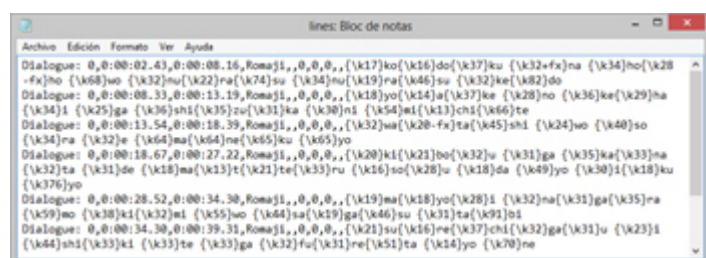 lines: Bloc de notas
Archivo Edición Formato Ver Ayuda
Dialogue: 0,0:00:02.43,0:00:08.16,Romaji,,0,0,0,,{\k17}ko{\k16}do{\k37}ku {\k32+fx}na {\k34}ho{\k28
-fx}ho {\k68}wo {\k32}nu{\k22}ra{\k74}su {\k34}nu{\k19}ra{\k46}su {\k32}ke{\k82}do
Dialogue: 0,0:00:08.33,0:00:13.19,Romaji,,0,0,0,,{\k18}yo{\k14}a{\k37}ke {\k28}no {\k36}ke{\k29}ha
{\k34}i {\k25}ga {\k36}shi{\k35}zu{\k31}ka {\k30}ni {\k54}mi{\k13}chi{\k66}te
Dialogue: 0,0:00:13.54,0:00:18.39,Romaji,,0,0,0,,{\k32}wa{\k20-fx}ta{\k45}shi {\k24}wo {\k40}so
{\k34}ra {\k32}e {\k64}ma{\k64}ne{\k65}ku {\k65}yo
Dialogue: 0,0:00:18.67,0:00:27.22,Romaji,,0,0,0,,{\k20}ki{\k21}bo{\k32}u {\k31}ga {\k35}ka{\k33}na
{\k32}ta {\k31}de {\k18}ma{\k13}t{\k21}te{\k33}ru {\k16}so{\k28}u {\k18}da {\k49}yo {\k30}i{\k18}ku
{\k376}yo
Dialogue: 0,0:00:28.52,0:00:34.30,Romaji,,0,0,0,,{\k19}ma{\k18}yo{\k28}i {\k32}na{\k31}ga{\k35}ra
{\k59}mo {\k38}ki{\k32}mi {\k55}wo {\k44}sa{\k19}ga{\k46}su {\k31}ta{\k91}bi
Dialogue: 0,0:00:34.30,0:00:39.31,Romaji,,0,0,0,,{\k21}su{\k16}re{\k37}chi{\k32}ga{\k31}u {\k23}i
{\k44}shi{\k33}ki {\k33}te {\k33}ga {\k32}fu{\k31}re{\k51}ta {\k14}yo {\k70}ne